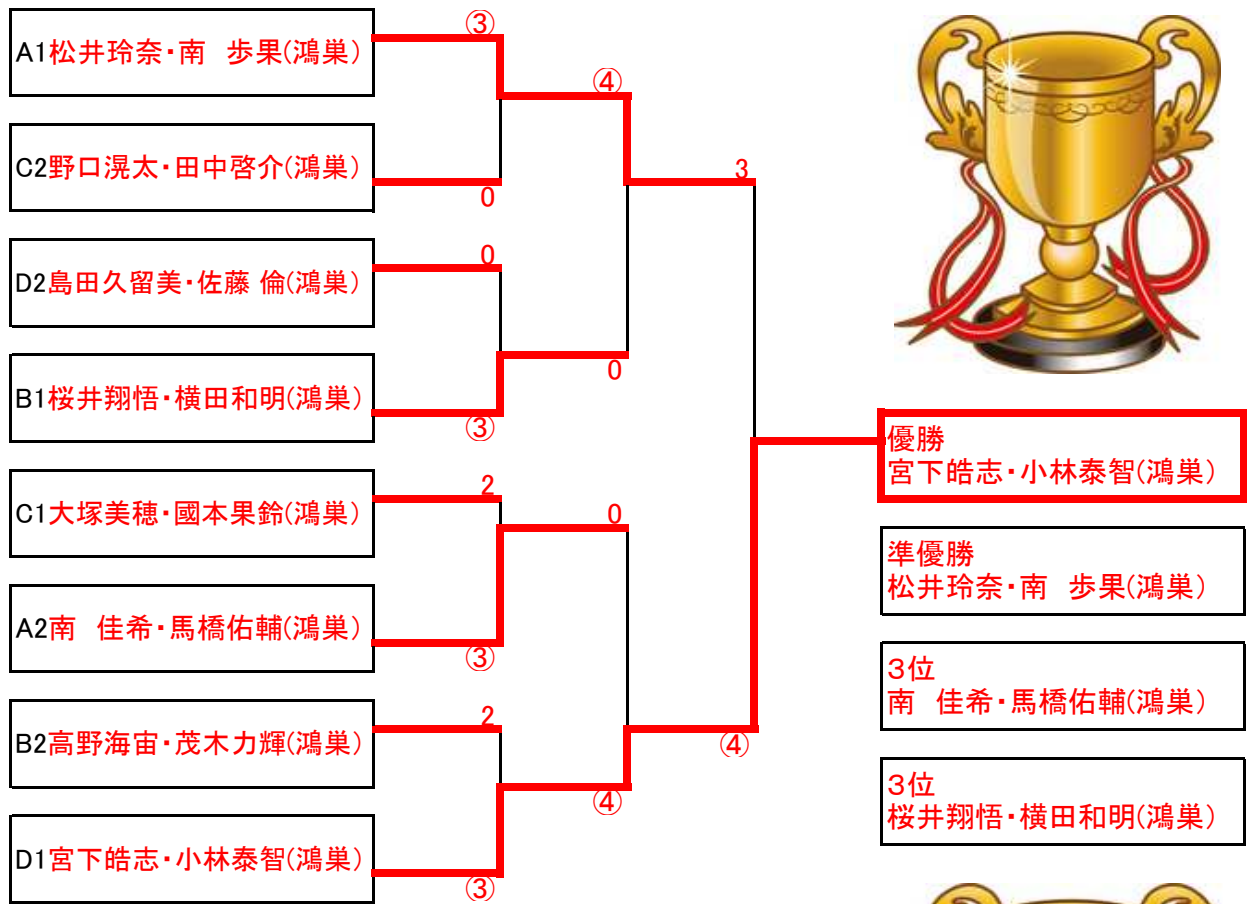 A1松井玲奈・南　歩果(鴻巣)
③
④
C2野口滉太・田中啓介(鴻巣)
0
3
D2島田久留美・佐藤 倫(鴻巣)
0
0
B1桜井翔悟・横田和明(鴻巣)
③
C1大塚美穂・國本果鈴(鴻巣)
2
0
A2南　佳希・馬橋佑輔(鴻巣)
③
B2高野海宙・茂木力輝(鴻巣)
2
④
④
D1宮下皓志・小林泰智(鴻巣)
③
優勝
宮下皓志・小林泰智(鴻巣)
準優勝
松井玲奈・南　歩果(鴻巣)
３位
南　佳希・馬橋佑輔(鴻巣)
３位
桜井翔悟・横田和明(鴻巣)